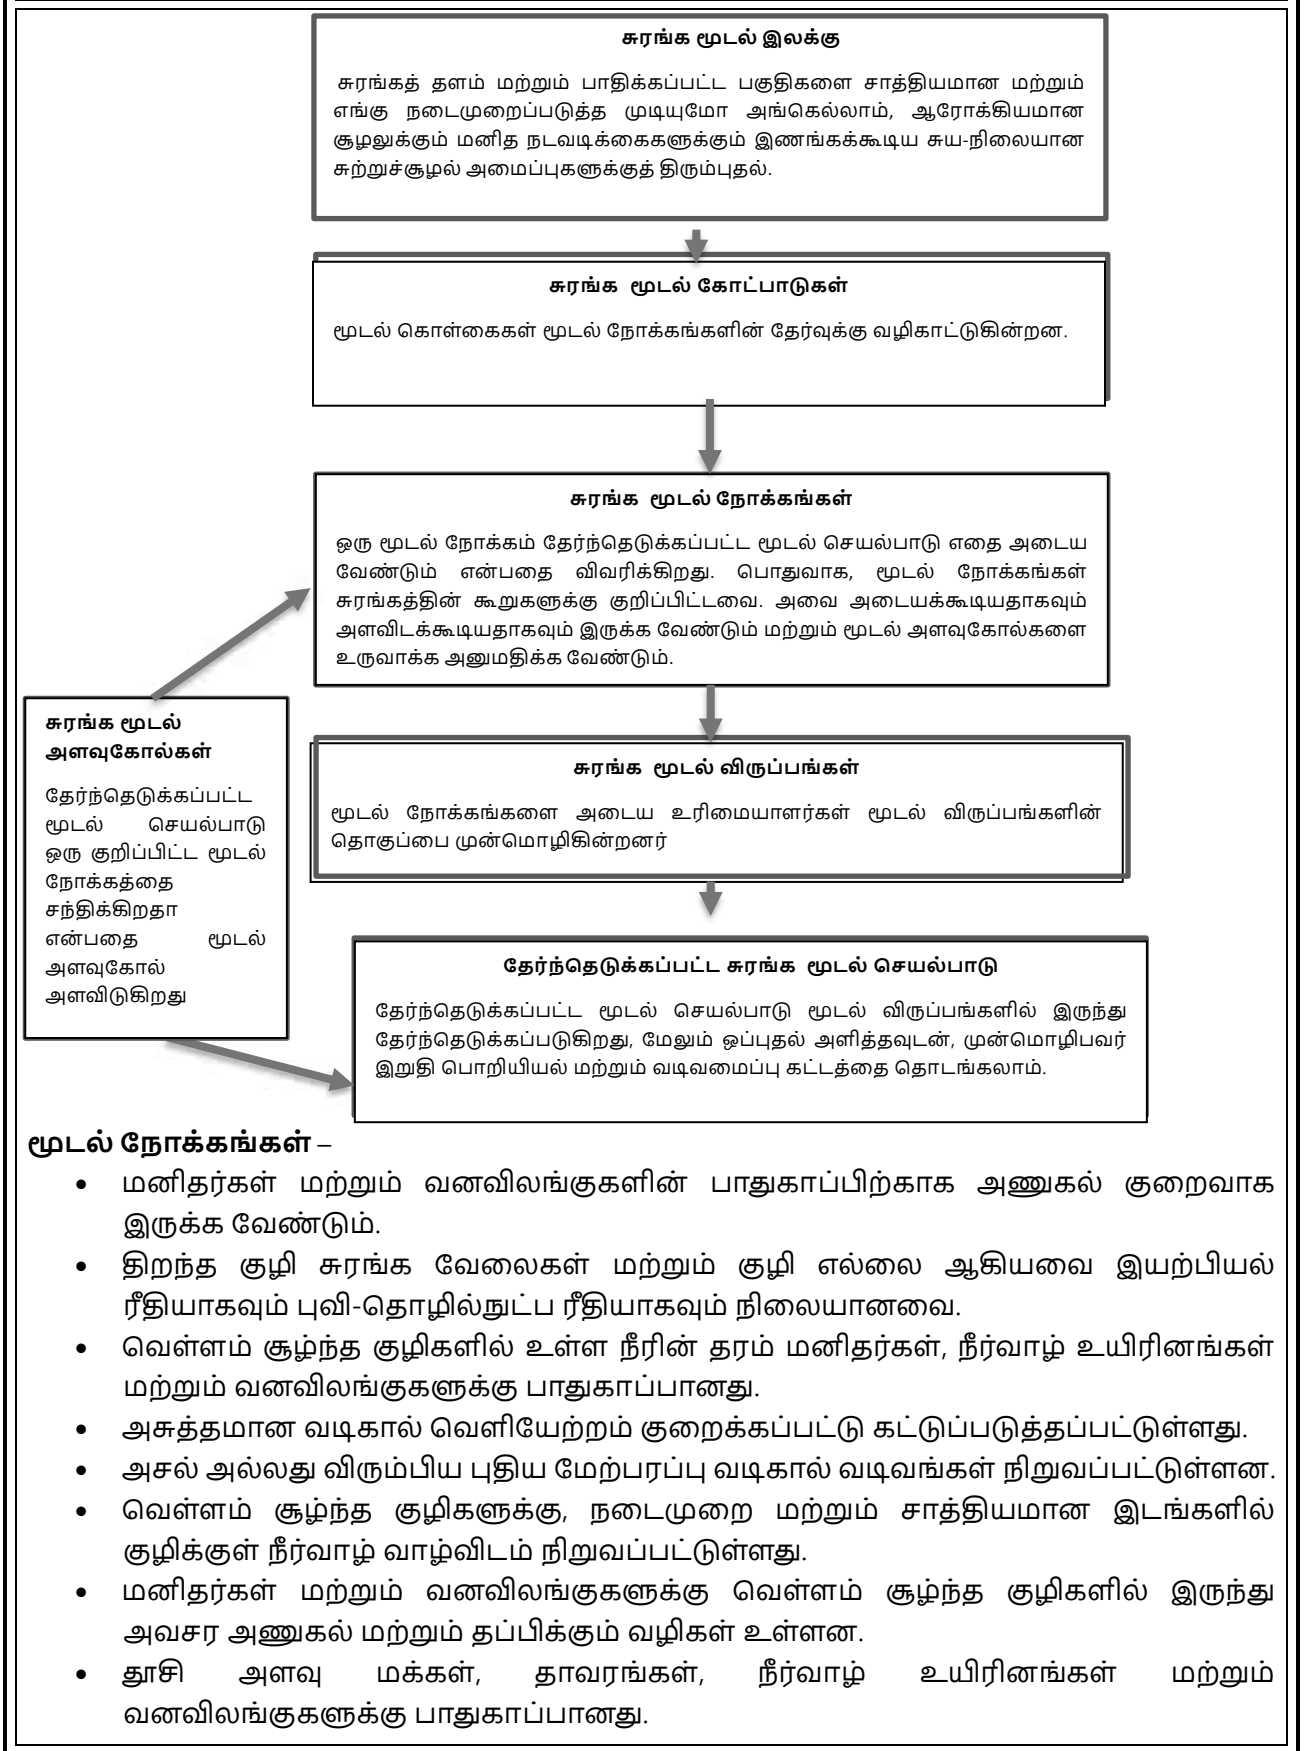 சுரங்க மூடல் இலக்கு
சுரங்கத் தளம் மற்றும் பாதிக்கப்பட்ட பகுதிகளை சாத்தியமான மற்றும்
எங்கு நடைமுறைப்படுத்த முடியுமோ அங்கெல்லாம், ஆரோக்கியமான
சூழலுக்கும் மனித நடவடிக்கைகளுக்கும் இணங்கக்கூடிய சுய-நிலையான
சுற்றுச்சூழல் அமைப்புகளுக்குத் திரும்புதல்.
சுரங்க மூடல் கோட்பாடுகள்
மூடல் கொள்கைகள் மூடல் நோக்கங்களின் தேர்வுக்கு வழிகாட்டுகின்றன.
சுரங்க மூடல் நோக்கங்கள்
ஒரு மூடல் நோக்கம் தேர்ந்தெடுக்கப்பட்ட மூடல் செயல்பாடு எதை அடைய
வேண்டும் என்பதை விவரிக்கிறது. பொதுவாக, மூடல் நோக்கங்கள்
சுரங்கத்தின் கூறுகளுக்கு குறிப்பிட்டவை. அவை அடையக்கூடியதாகவும்
அளவிடக்கூடியதாகவும் இருக்க வேண்டும் மற்றும் மூடல் அளவுகோல்களை
உருவாக்க அனுமதிக்க வேண்டும்.
சுரங்க மூடல்
அளவுகோல்கள்
தேர்ந்தெடுக்கப்பட்ட
மூடல் செயல்பாடு
ஒரு குறிப்பிட்ட மூடல்
நோக்கத்தை
சந்திக்கிறதா
என்பதை மூடல்
அளவுகோல்
அளவிடுகிறது
சுரங்க மூடல் விருப்பங்கள்
மூடல் நோக்கங்களை அடைய உரிமையாளர்கள் மூடல் விருப்பங்களின்
தொகுப்பை முன்மொழிகின்றனர்
தேர்ந்தெடுக்கப்பட்ட சுரங்க மூடல் செயல்பாடு
தேர்ந்தெடுக்கப்பட்ட மூடல் செயல்பாடு மூடல் விருப்பங்களில் இருந்து
தேர்ந்தெடுக்கப்படுகிறது, மேலும் ஒப்புதல் அளித்தவுடன், முன்மொழிபவர்
இறுதி பொறியியல் மற்றும் வடிவமைப்பு கட்டத்தை தொடங்கலாம்.
மூடல் நோக்கங்கள் –
• மனிதர்கள் மற்றும் வனவிலங்குகளின் பாதுகாப்பிற்காக அணுகல் குறைவாக
இருக்க வேண்டும்.
• திறந்த குழி சுரங்க வேலைகள் மற்றும் குழி எல்லை ஆகியவை இயற்பியல்
ரீதியாகவும் புவி-தொழில்நுட்ப ரீதியாகவும் நிலையானவை.
• வெள்ளம் சூழ்ந்த குழிகளில் உள்ள நீரின் தரம் மனிதர்கள், நீர்வாழ் உயிரினங்கள்
மற்றும் வனவிலங்குகளுக்கு பாதுகாப்பானது.
• அசுத்தமான வடிகால் வெளியேற்றம் குறைக்கப்பட்டு கட்டுப்படுத்தப்பட்டுள்ளது.
• அசல் அல்லது விரும்பிய புதிய மேற்பரப்பு வடிகால் வடிவங்கள் நிறுவப்பட்டுள்ளன.
• வெள்ளம் சூழ்ந்த குழிகளுக்கு, நடைமுறை மற்றும் சாத்தியமான இடங்களில்
குழிக்குள் நீர்வாழ் வாழ்விடம் நிறுவப்பட்டுள்ளது.
• மனிதர்கள் மற்றும் வனவிலங்குகளுக்கு வெள்ளம் சூழ்ந்த குழிகளில் இருந்து
அவசர அணுகல் மற்றும் தப்பிக்கும் வழிகள் உள்ளன.
• தூசி அளவு மக்கள், தாவரங்கள், நீர்வாழ் உயிரினங்கள் மற்றும்
வனவிலங்குகளுக்கு பாதுகாப்பானது.